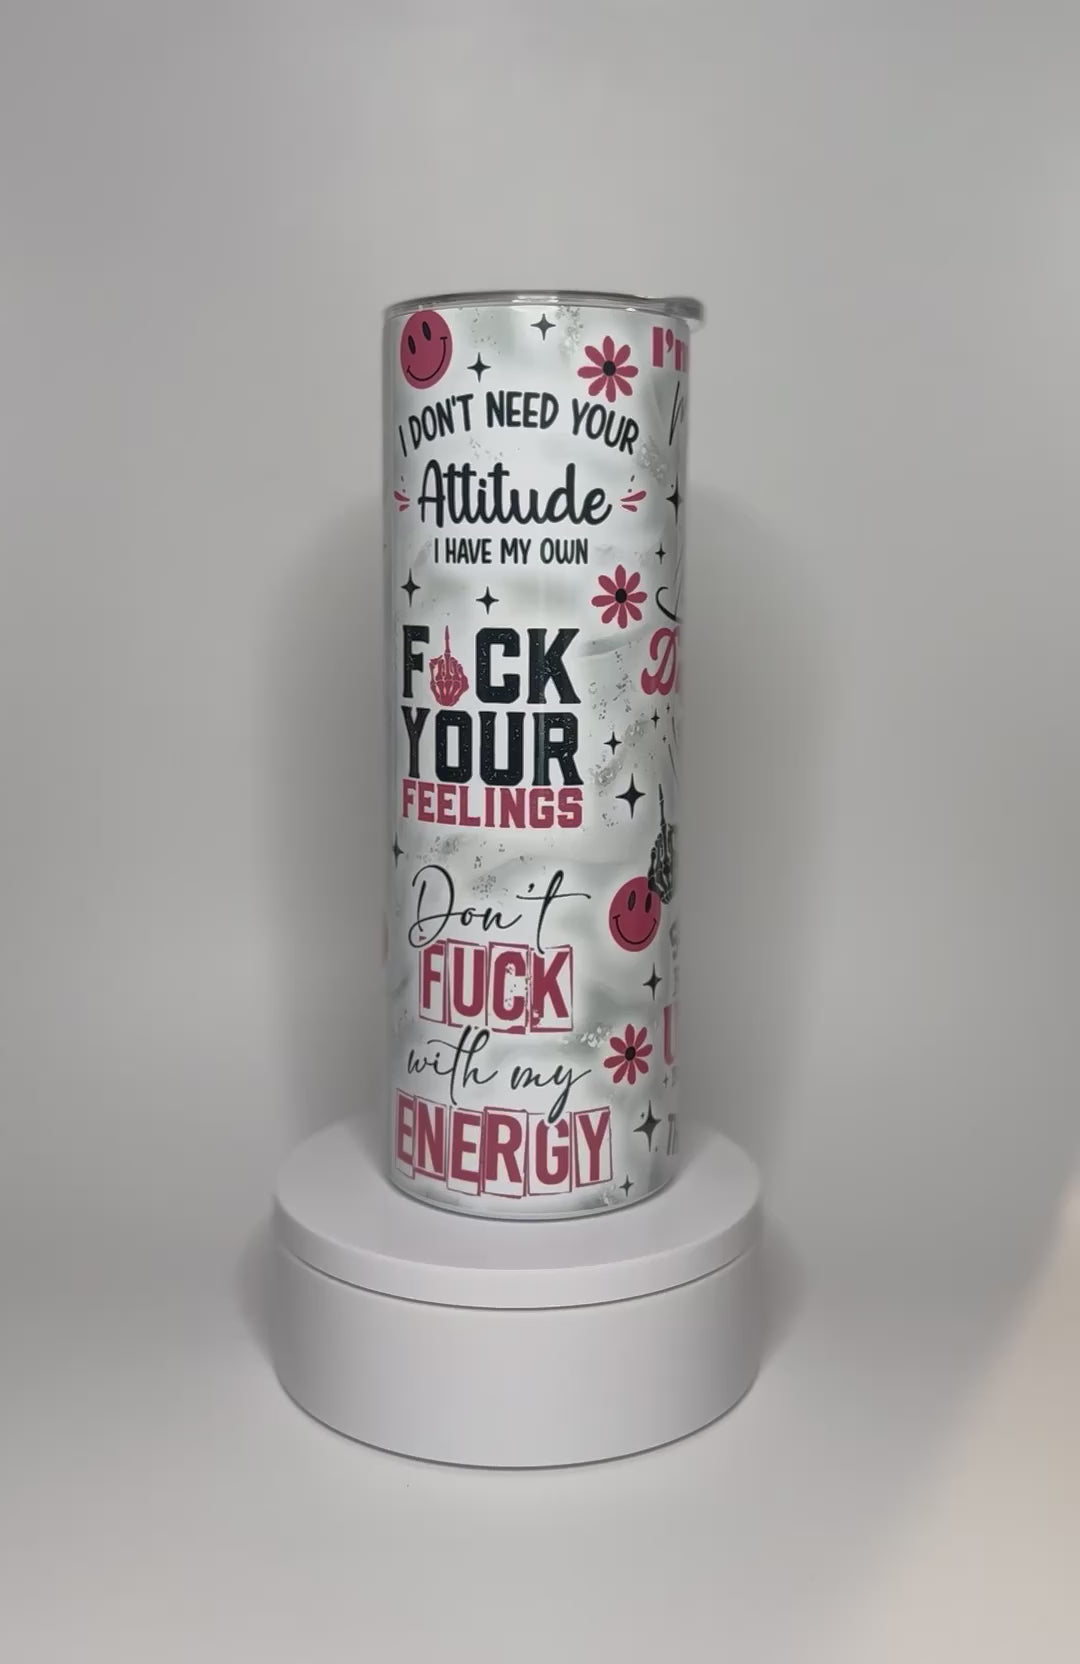 I DON'T NEED YOUR
Attitude
I HAVE MY OWN
F CK
YOUR
FEELINGS
Don't
FUCK
with my
ENERGY
I'm